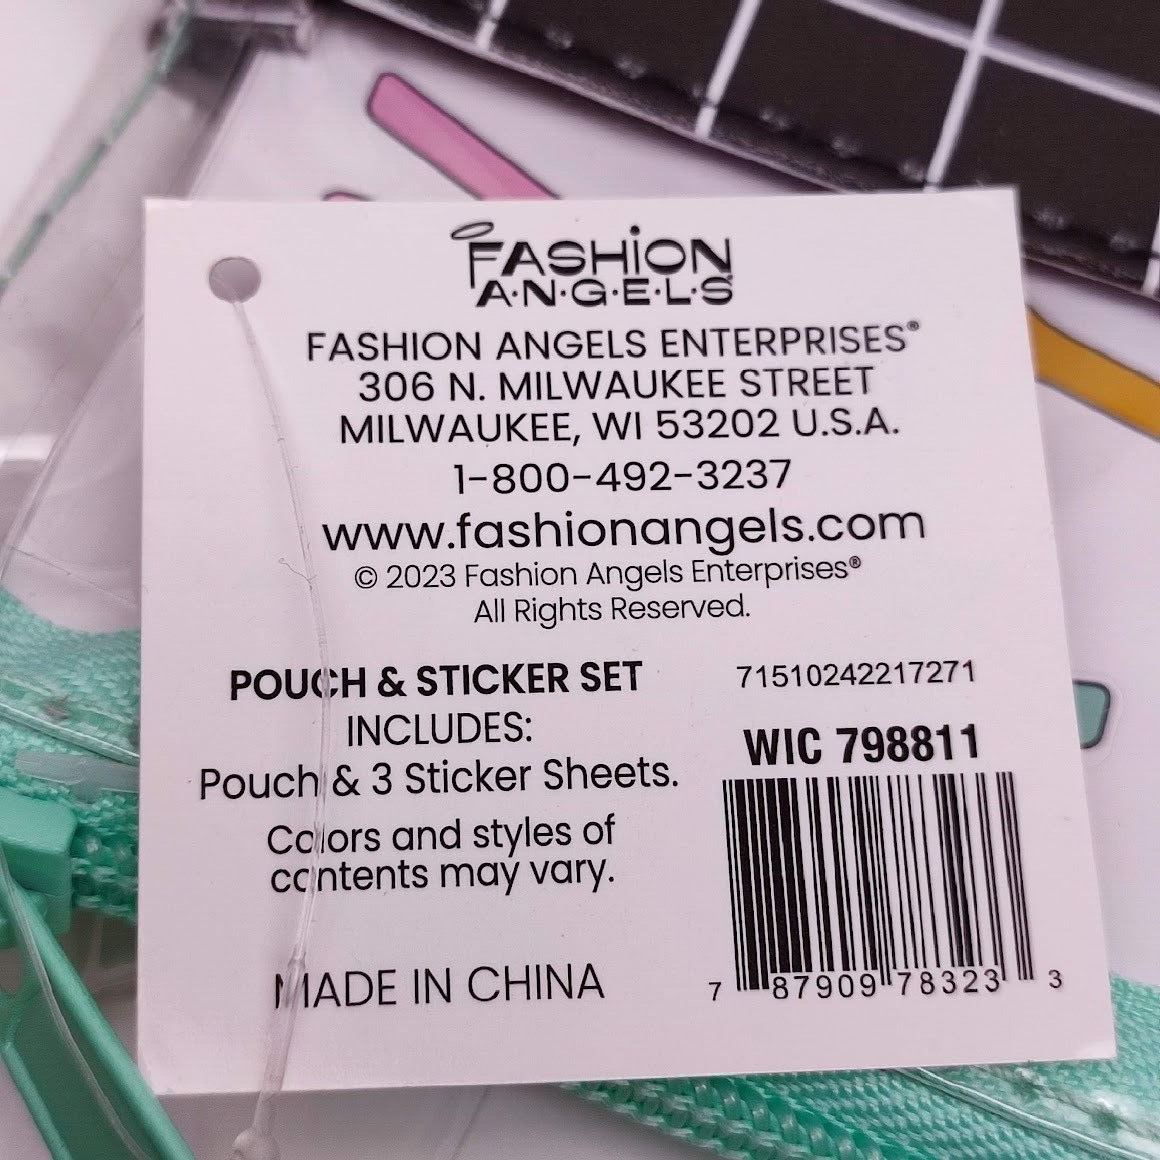 FASHION
A·N·G·E·L·S
FASHION ANGELS ENTERPRISES®
306 N. MILWAUKEE STREET
MILWAUKEE, WI 53202 U.S.A.
1-800-492-3237
www.fashionangels.com
© 2023 Fashion Angels Enterprises®
All Rights Reserved.
POUCH & STICKER SET
INCLUDES:
Pouch & 3 Sticker Sheets.
Colors and styles of
contents may vary.
MADE IN CHINA
71510242217271
WIC 798811
7 87909 78323 3